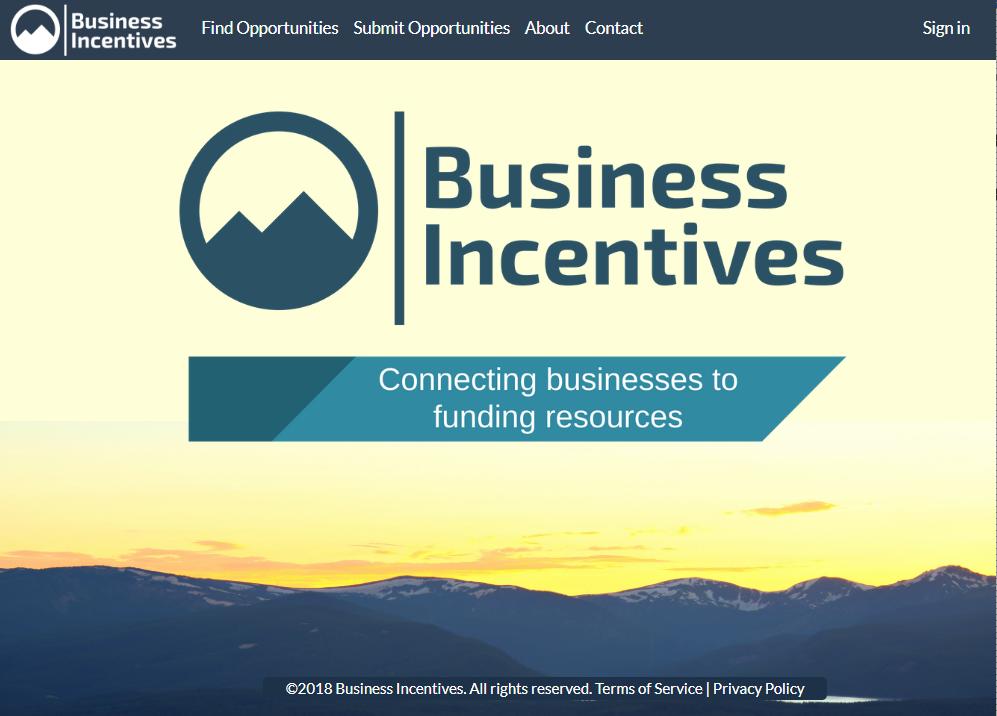 Business
Incentives
Find Opportunities Submit Opportunities About Contact Sign in
Business
Incentives
Connecting businesses to
funding resources
©2018 Business Incentives. All rights reserved. Terms of Service | Privacy Policy